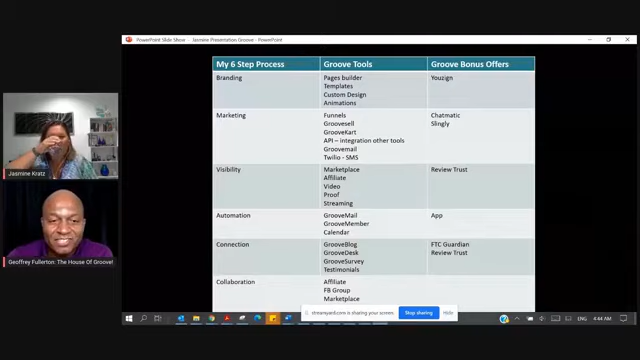 PowerPoint Slide Show - Jasmine Presentation Groove - PowerPoint
My 6 Step Process
Groove Tools
Groove Bonus Offers
Branding
Pages builder
Templates
Custom Design
Animations
Youzign
Marketing
Funnels
Groovesell
GrooveKart
API – integration other tools
Groovemail
Twilio - SMS
Chatmatic
Slingly
Visibility
Marketplace
Affiliate
Video
Proof
Streaming
Review Trust
Automation
GrooveMail
GrooveMember
Calendar
App
Connection
GrooveBlog
GrooveDesk
GrooveSurvey
Testimonials
FTC Guardian
Review Trust
Collaboration
Affiliate
FB Group
Marketplace
Jasmine Kratz
Geoffrey Fullerton: The House Of Groove!
streamyard.com is sharing your screen.
Stop sharing
Hide
ENG
4:44 AM